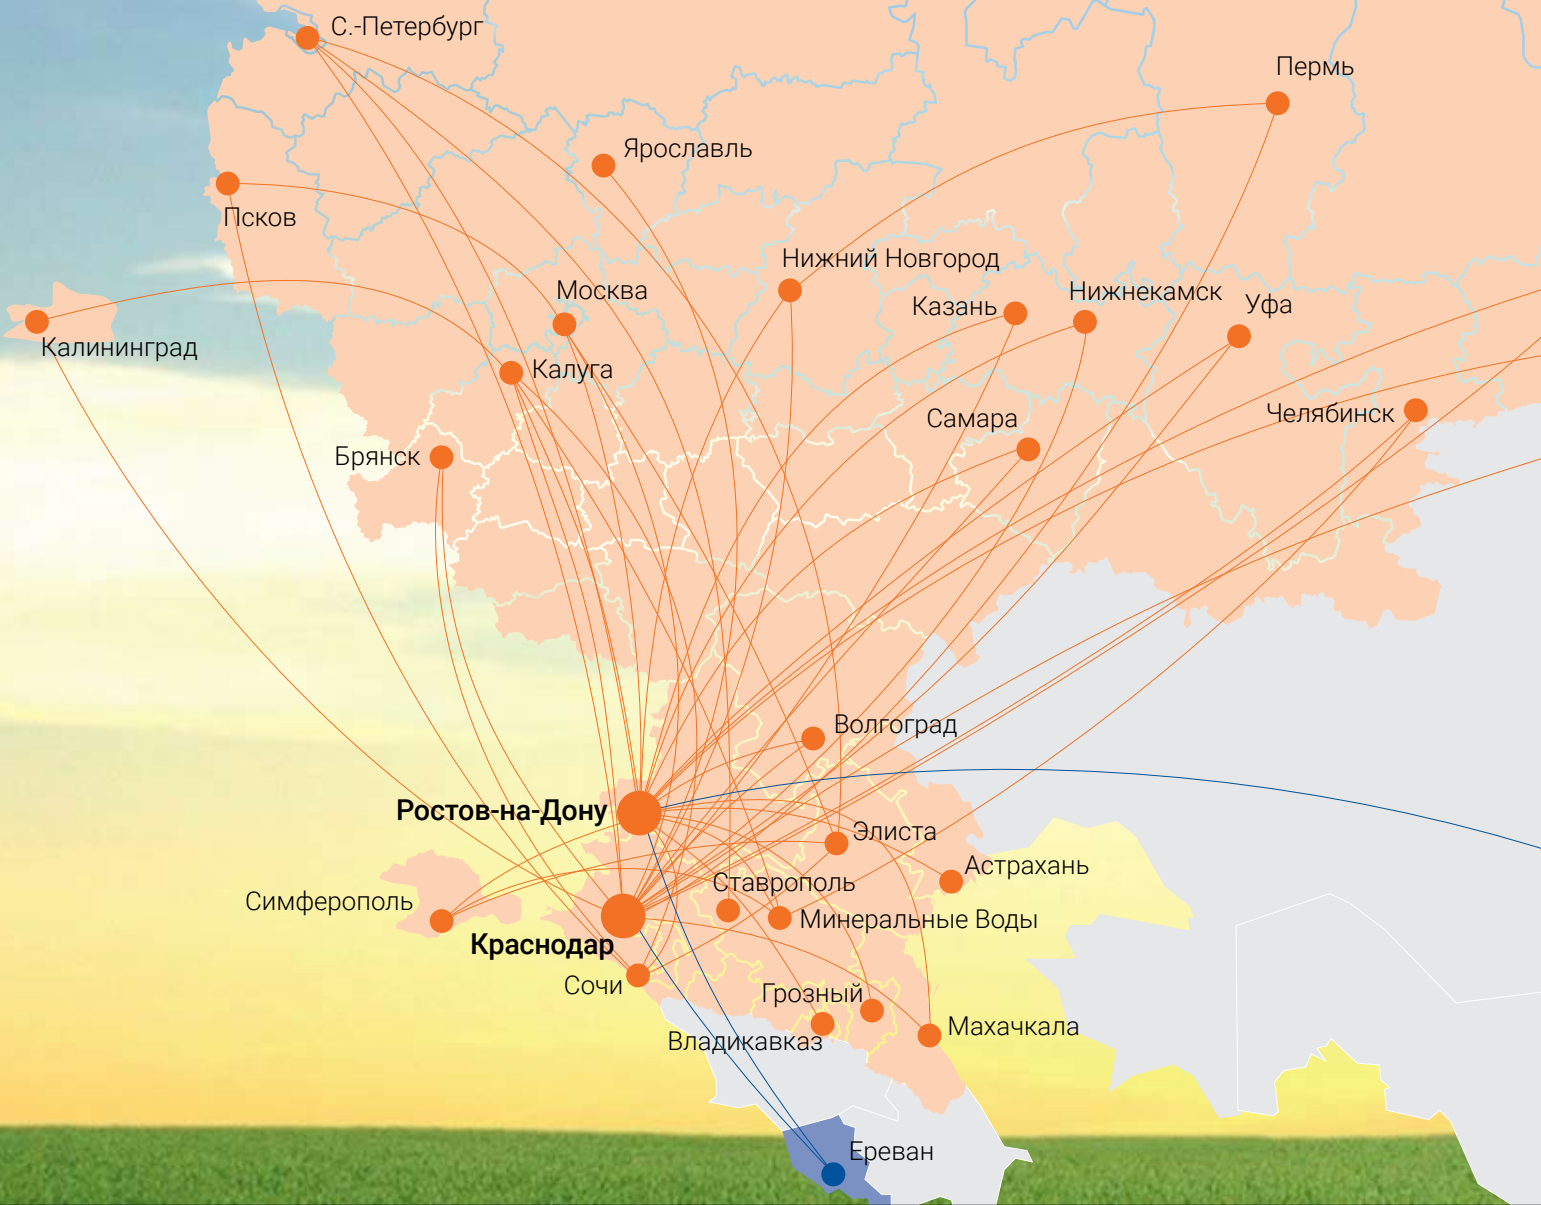 С.-Петербург
Пермь
Ярославль
Псков
Нижний Новгород
Москва
Нижнекамск
Казань
Уфа
Калининград
Калуга
Челябинск
Самара
Брянск
Волгоград
Ростов-на-Дону
Элиста
Астрахань
Ставрополь
Симферополь
Минеральные Воды
Краснодар
Сочи
Грозный
Махачкала
Владикавказ
Ереван